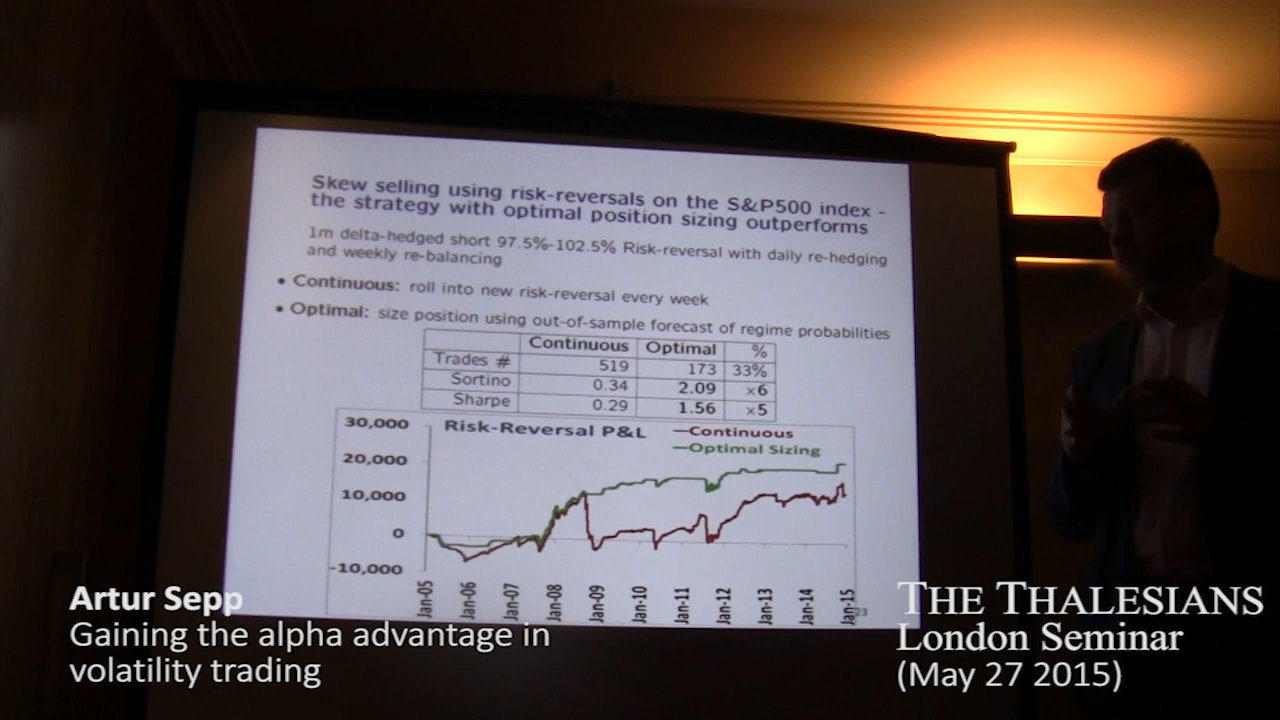 Skew selling using risk-reversals on the S&P500 index -
the strategy with optimal position sizing outperforms
1m delta-hedged short 97.5%-102.5% Risk-reversal with daily re-hedging
and weekly re-balancing
• Continuous: roll into new risk-reversal every week
• Optimal: size position using out-of-sample forecast of regime probabilities
Continuous Optimal %
Trades # 519 173 33%
Sortino 0.34 2.09 ×6
Sharpe 0.29 1.56 ×5
Risk-Reversal P&L
Continuous
Optimal Sizing
30,000
20,000
10,000
0
-10,000
Jan-05 Jan-06 Jan-07 Jan-08 Jan-09 Jan-10 Jan-11 Jan-12 Jan-13 Jan-14 Jan-15
23
Artur Sepp
Gaining the alpha advantage in
volatility trading
THE THALESIANS
London Seminar
(May 27 2015)